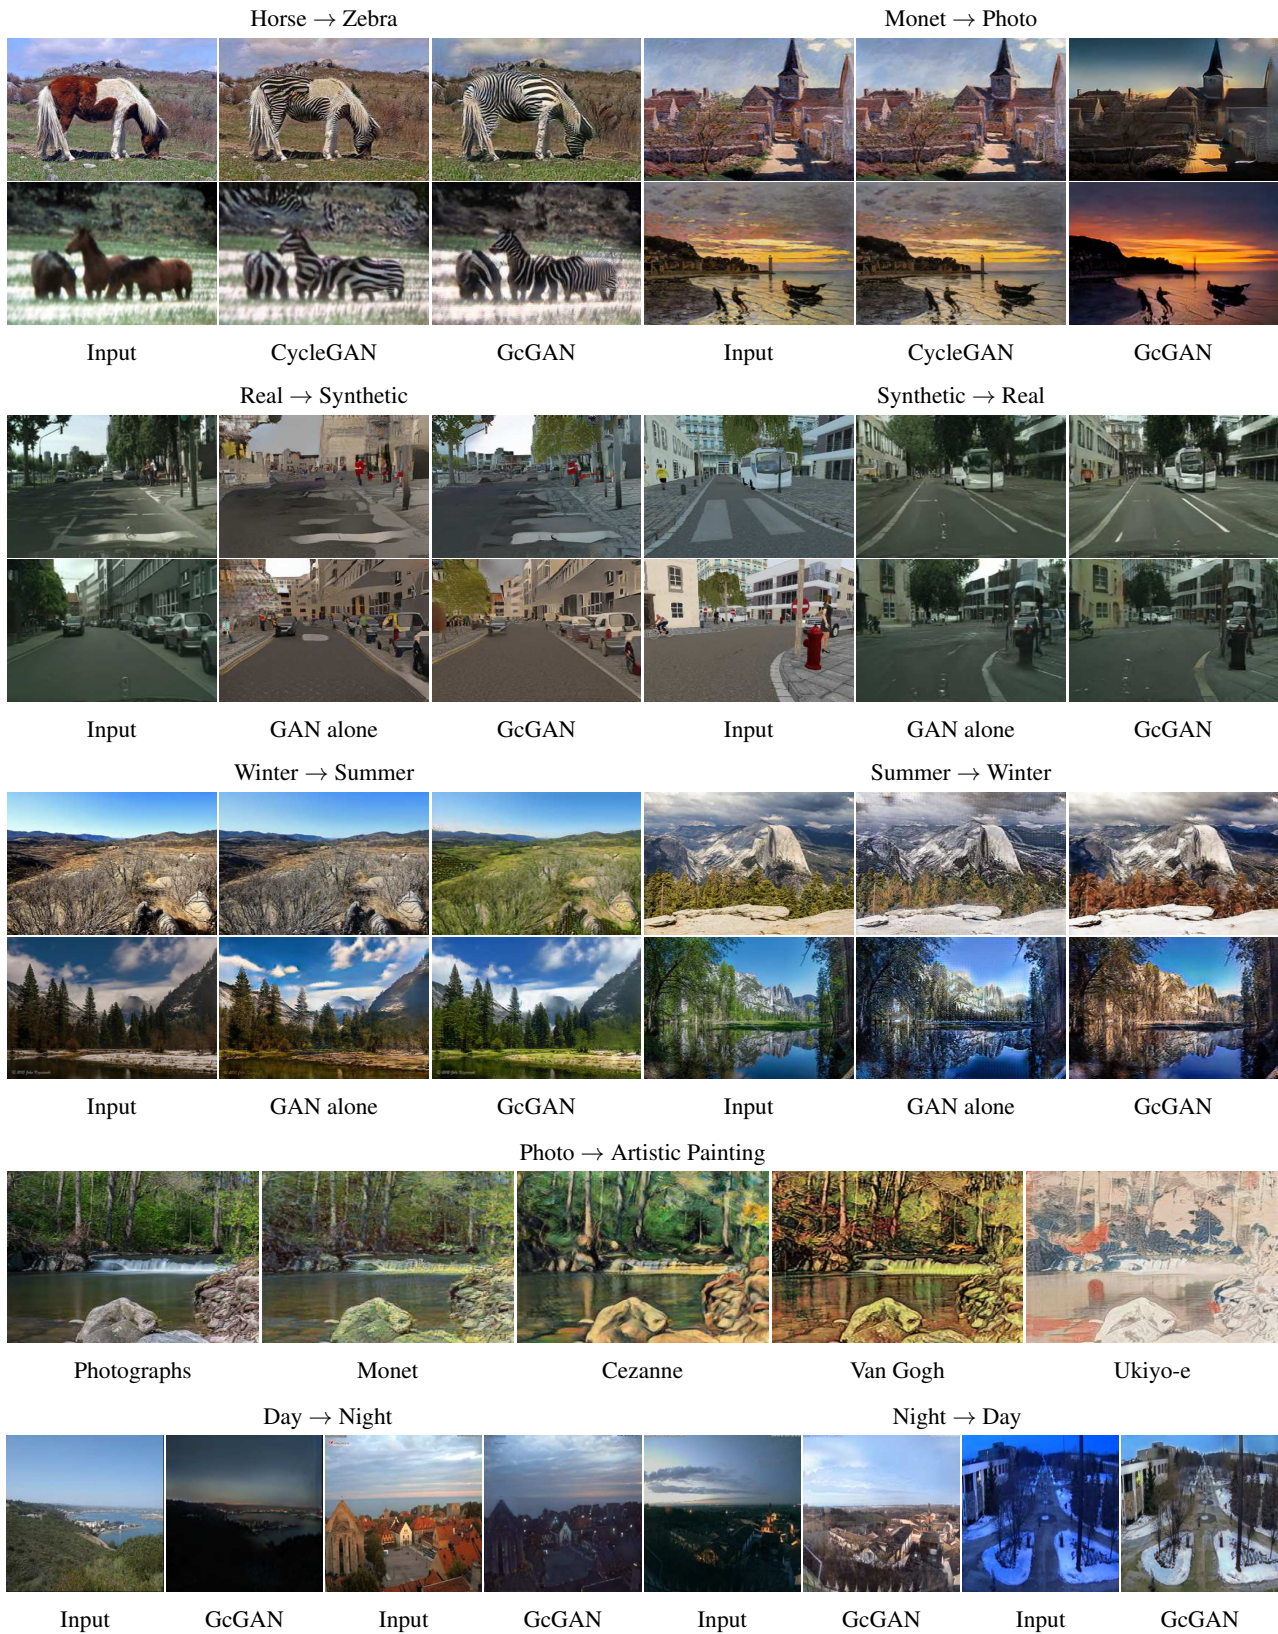 Horse → Zebra
Monet → Photo
Input
CycleGAN
GcGAN
Input
CycleGAN
GcGAN
Real → Synthetic
Synthetic → Real
Input
GAN alone
GcGAN
Input
GAN alone
GcGAN
Winter → Summer
Summer → Winter
Input
GAN alone
GcGAN
Input
GAN alone
GcGAN
Photo → Artistic Painting
Photographs
Monet
Cezanne
Van Gogh
Ukiyo-e
Day → Night
Night → Day
Input
GcGAN
Input
GcGAN
Input
GcGAN
Input
GcGAN